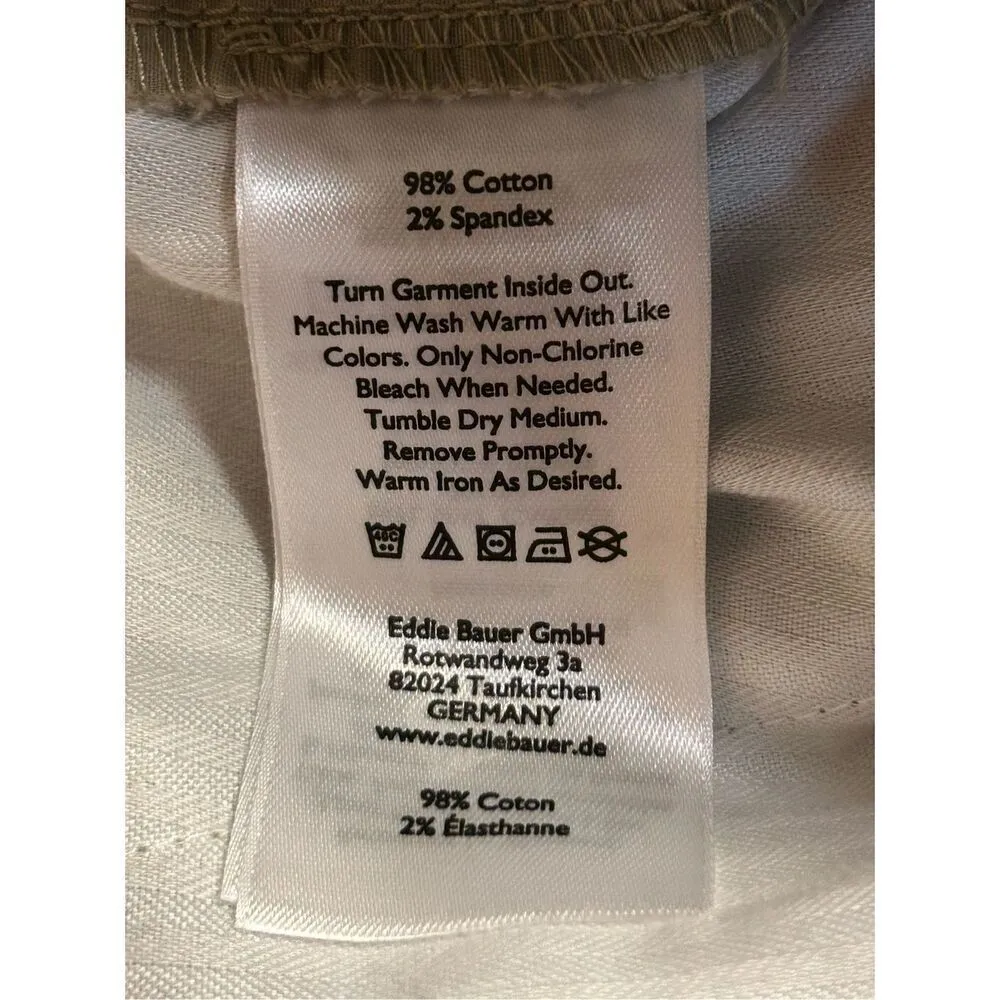 98% Cotton
2% Spandex
Turn Garment Inside Out.
Machine Wash Warm With Like
Colors. Only Non-Chlorine
Bleach When Needed.
Tumble Dry Medium.
Remove Promptly.
Warm Iron As Desired.
40C
Eddie Bauer GmbH
Rotwandweg 3a
82024 Taufkirchen
GERMANY
www.eddiebauer.de
98% Coton
2% Élasthanne